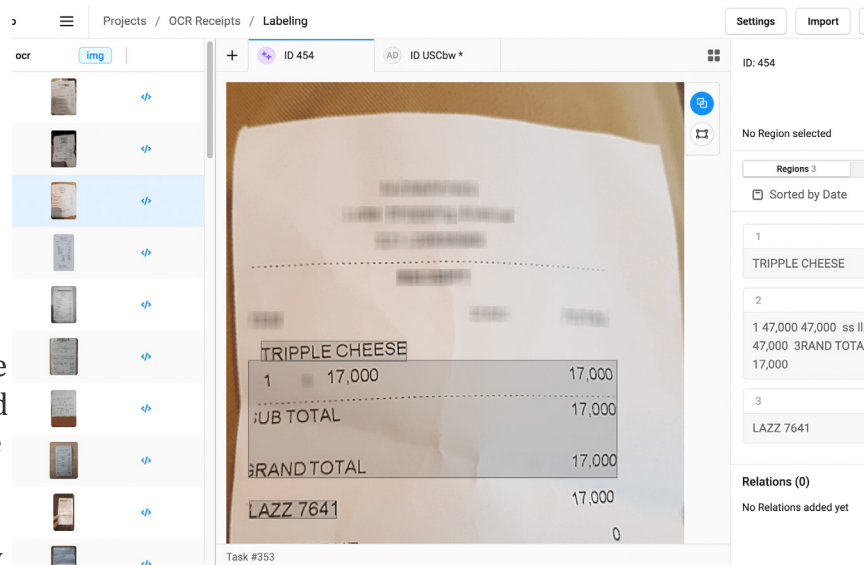 Projects / OCR Receipts / Labeling
Settings
Import
ocr
img
</>
</>
</>
</>
</>
</>
</>
</>
</>
</>
+
ID 454
AD
ID USCbw *
TRIPPLE CHEESE
1 17,000 17,000
SUB TOTAL 17,000
GRAND TOTAL 17,000
LAZZ 7641 17,000
0
Task #353
ID: 454
No Region selected
Regions 3
Sorted by Date
1
TRIPPLE CHEESE
2
1 47,000 47,000 ss
47,000 3RAND TOTA
17,000
3
LAZZ 7641
Relations (0)
No Relations added yet